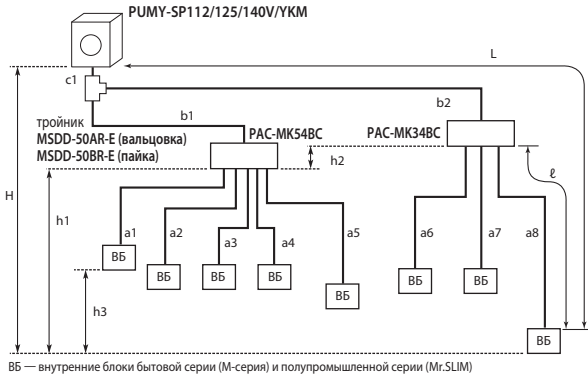 PUMY-SP112/125/140V/YKM
L
c1
b1
b2
тройник
MSDD-50AR-E (вальцовка)
MSDD-50BR-E (пайка)
PAC-MK54BC
PAC-MK34BC
h2
ℓ
H
h1
a1
a2
a3
a4
a5
a6
a7
a8
ВБ
ВБ
ВБ
ВБ
ВБ
ВБ
ВБ
h3
ВБ
ВБ — внутренние блоки бытовой серии (М-серия) и полупромышленной серии (Mr.SLIM)